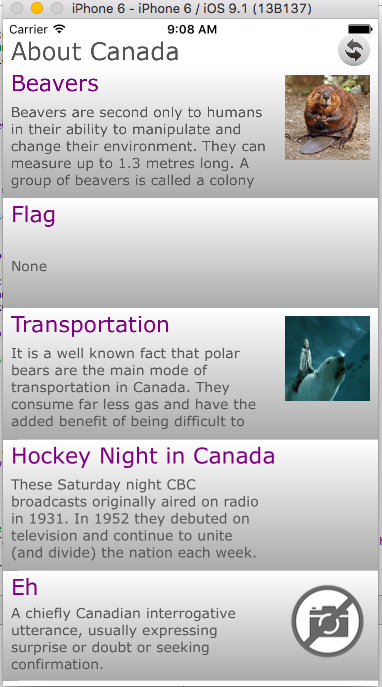 iPhone 6 - iPhone 6 / iOS 9.1 (13B137)
Carrer 9:08 AM
About Canada
Beavers
Beavers are second only to humans
in their ability to manipulate and
change their environment. They can
measure up to 1.3 metres long. A
group of beavers is called a colony
Flag
None
Transportation
It is a well known fact that polar
bears are the main mode of
transportation in Canada. They
consume far less gas and have the
added benefit of being difficult to
Hockey Night in Canada
These Saturday night CBC
broadcasts originally aired on radio
in 1931. In 1952 they debuted on
television and continue to unite
(and divide) the nation each week.
Eh
A chiefly Canadian interrogative
utterance, usually expressing
surprise or doubt or seeking
confirmation.